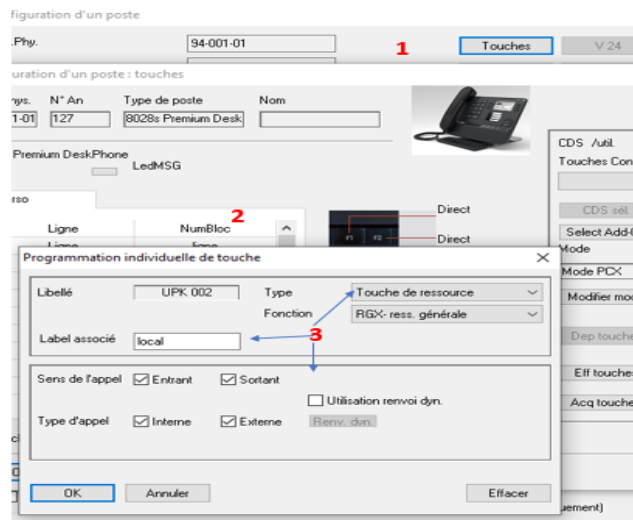 figuration d'un poste
.Phy. 94-001-01 1 Touches V 24
uration d'un poste : touches
nys. N° An Type de poste Nom
1-01 127 8028s Premium Desk
Premium DeskPhone
LedMSG
CDS /util.
Touches Con
rso
CDS sél.
Direct
Ligne 2 NumBloc
Select Add-
F1 F2 Direct
Mode
Ligne ligne
Programmation individuelle de touche
Mode PCX
Libellé UPK 002 Type Touche de ressource
Modifier mod
Fonction RGX- ress. générale
Label associé local 3
Dep touche
Sens de l'appel Entrant Sortant
Eff touches
Utilisation renvoi dyn.
Acq touche
Type d'appel Interne Externe Renv. dyn.
OK Annuler Effacer
uement)